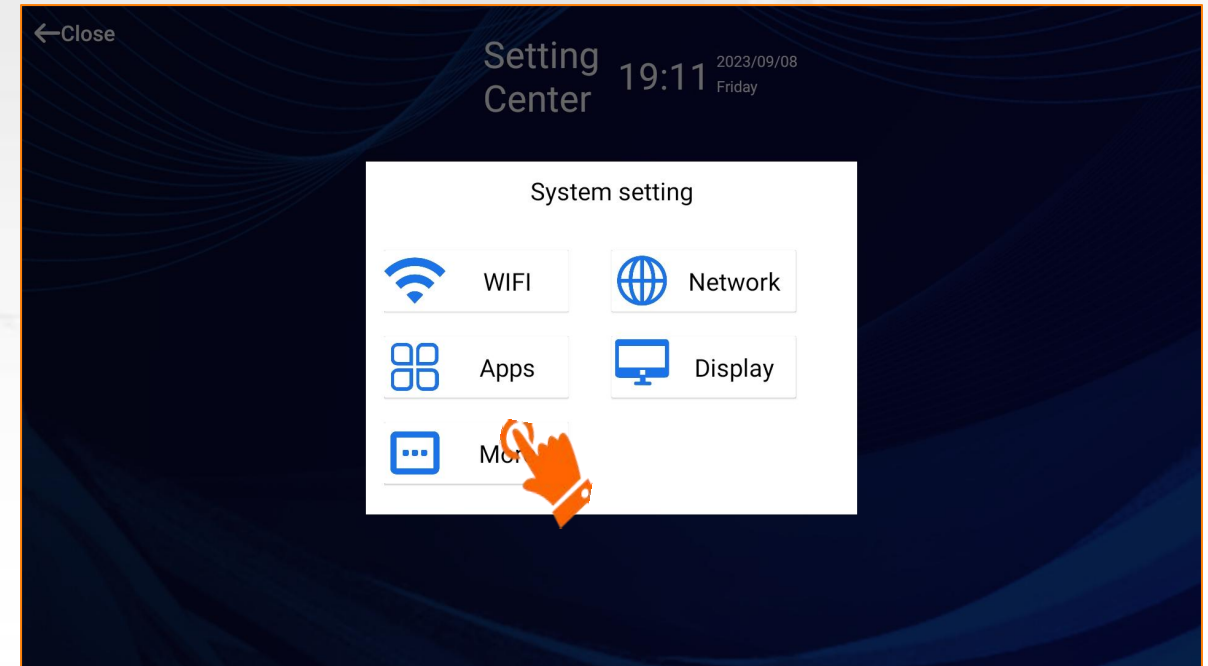 ←Close
Setting
Center
19:11
2023/09/08
Friday
System setting
WIFI
Network
Apps
Display